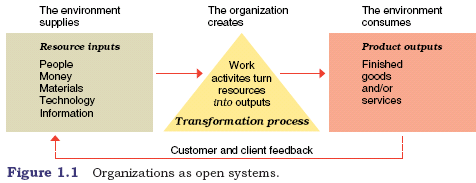 The environment
supplies
The organization
creates
The environment
consumes
Resource inputs
People
Money
Materials
Technology
Information
Work
activites turn
resources
into outputs
Transformation process
Product outputs
Finished
goods
and/or
services
Customer and client feedback
Figure 1.1 Organizations as open systems.